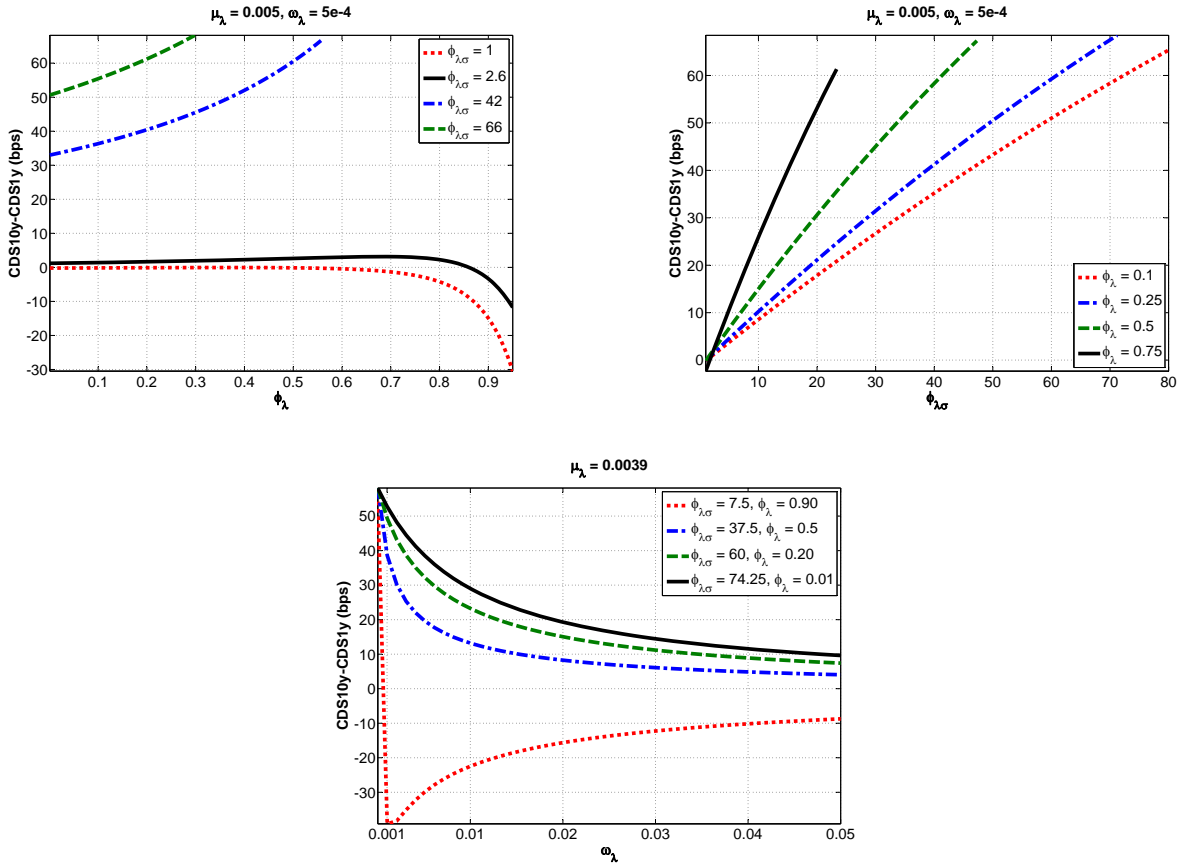 μλ = 0.005, ωλ = 5e-4
CDS10y-CDS1y (bps)
60
50
40
30
20
10
0
-10
-20
-30
0.1 0.2 0.3 0.4 0.5 0.6 0.7 0.8 0.9
ϕλ
ϕλσ = 1
ϕλσ = 2.6
ϕλσ = 42
ϕλσ = 66
μλ = 0.005, ωλ = 5e-4
CDS10y-CDS1y (bps)
60
50
40
30
20
10
0
10 20 30 40 50 60 70 80
ϕλσ
ϕλ = 0.1
ϕλ = 0.25
ϕλ = 0.5
ϕλ = 0.75
μλ = 0.0039
CDS10y-CDS1y (bps)
50
40
30
20
10
0
-10
-20
-30
0.001 0.01 0.02 0.03 0.04 0.05
ωλ
ϕλσ = 7.5, ϕλ = 0.90
ϕλσ = 37.5, ϕλ = 0.5
ϕλσ = 60, ϕλ = 0.20
ϕλσ = 74.25, ϕλ = 0.01